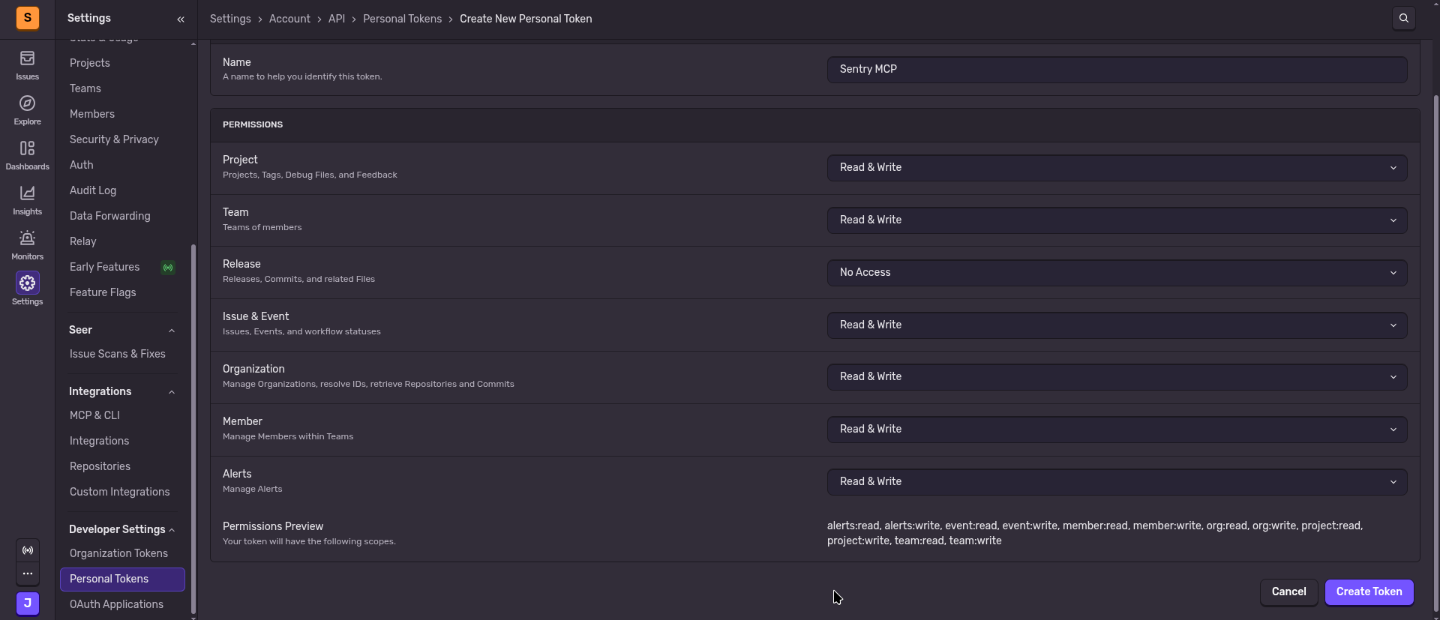 S
Settings
«
Settings > Account > API > Personal Tokens > Create New Personal Token
Issues
Explore
Dashboards
Insights
Monitors
Settings
J
Stats & Usage
Projects
Teams
Members
Security & Privacy
Auth
Audit Log
Data Forwarding
Relay
Early Features
Feature Flags
Seer
Issue Scans & Fixes
Integrations
MCP & CLI
Integrations
Repositories
Custom Integrations
Developer Settings
Organization Tokens
Personal Tokens
OAuth Applications
Name
A name to help you identify this token.
Sentry MCP
PERMISSIONS
Project
Projects, Tags, Debug Files, and Feedback
Read & Write
Team
Teams of members
Read & Write
Release
Releases, Commits, and related Files
No Access
Issue & Event
Issues, Events, and workflow statuses
Read & Write
Organization
Manage Organizations, resolve IDs, retrieve Repositories and Commits
Read & Write
Member
Manage Members within Teams
Read & Write
Alerts
Manage Alerts
Read & Write
Permissions Preview
Your token will have the following scopes.
alerts:read, alerts:write, event:read, event:write, member:read, member:write, org:read, org:write, project:read,
project:write, team:read, team:write
Cancel
Create Token